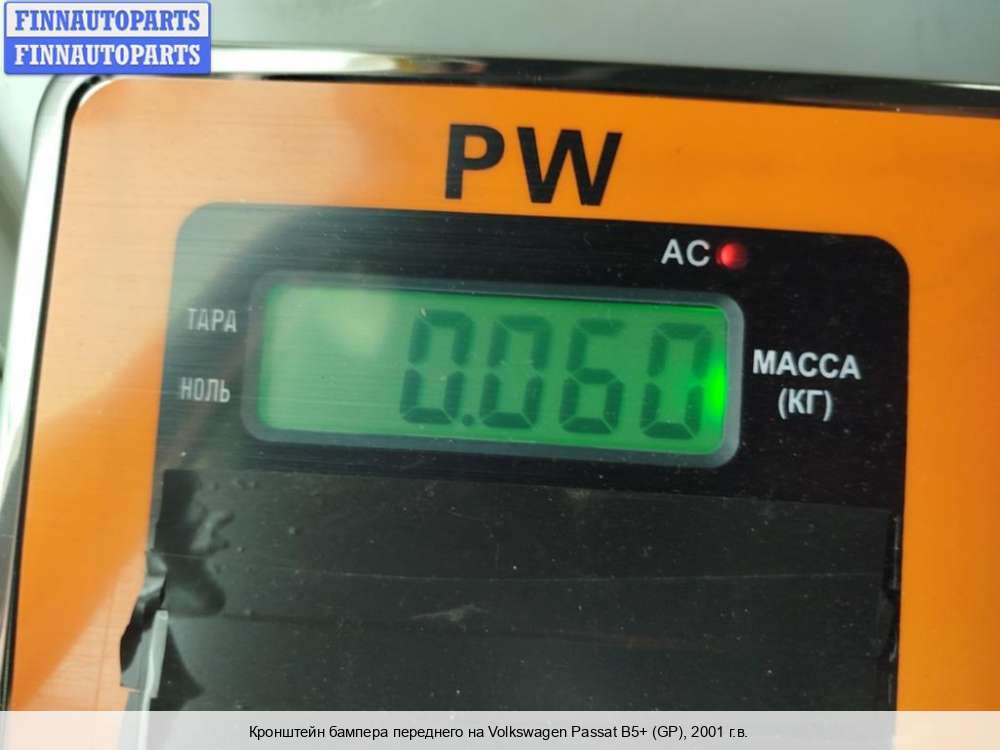 FINNAUTOPARTS
FINNAUTOPARTS
PW
AC
ТАРА
НОЛЬ
0.060
МАССА
(КГ)
Кронштейн бампера переднего на Volkswagen Passat B5+ (GP), 2001 г.в.